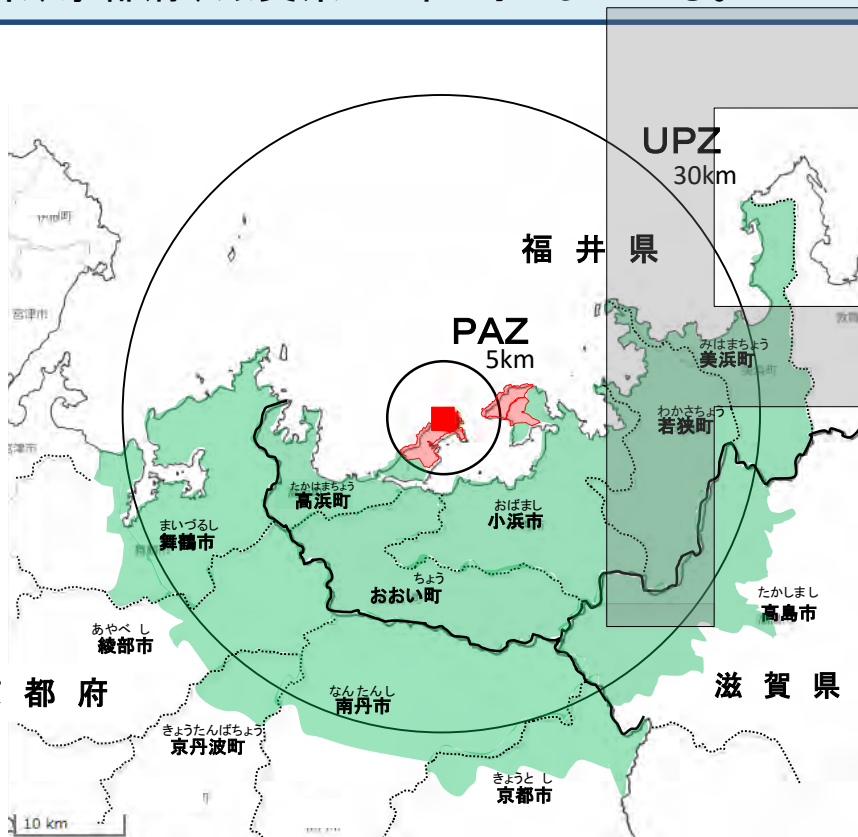 UPZ
30km
福井県
PAZ
5km
みはまちょう
美浜町
わかさちょう
若狭町
たかはまちょう
高浜町
おばまし
小浜市
まいづるし
舞鶴市
ちょう
おおい町
たかしまし
高島市
あやべ し
綾部市
都府
滋賀県
なんたんし
南丹市
きょうたんばちょう
京丹波町
きょうと し
京都市
宮津市
10 km